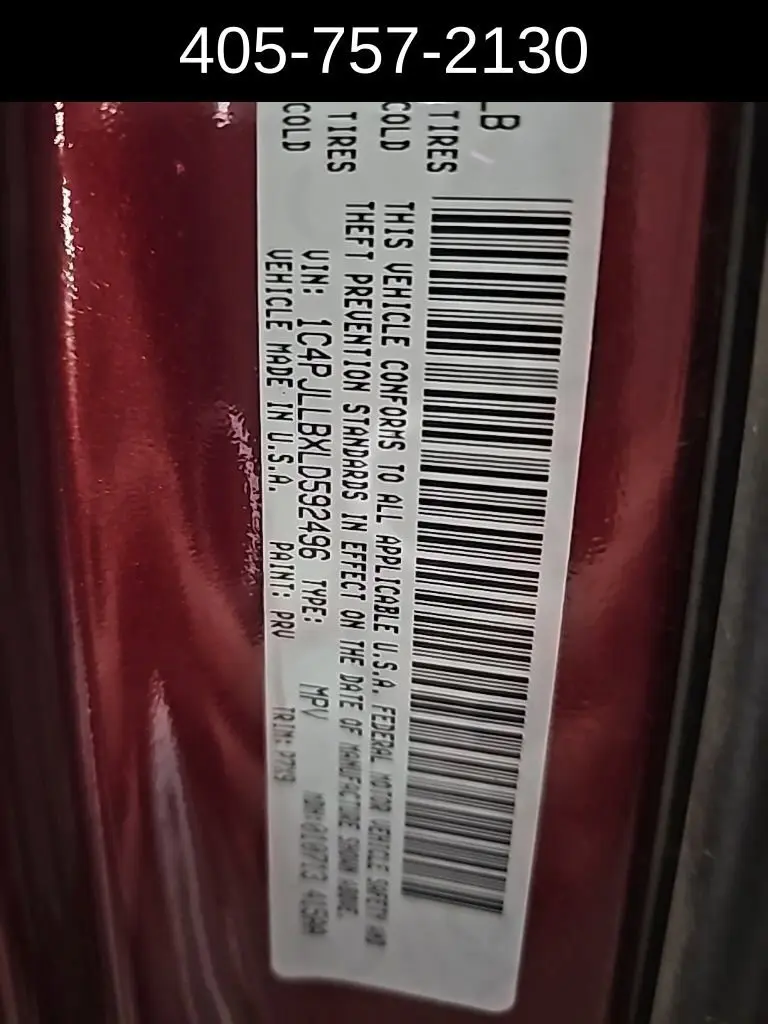 405-757-2130
LB
TIRES COLD
TIRES COLD
THIS VEHICLE CONFORMS TO ALL APPLICABLE U.S.A. FEDERAL MOTOR VEHICLE SAFETY AND
THEFT PREVENTION STANDARDS IN EFFECT ON THE DATE OF MANUFACTURE SHOWN ABOVE.
VIN: 1C4PJLLBXLD592496 TYPE: MPV
VEHICLE MADE IN U.S.A. PAINT: PRV TRIM: